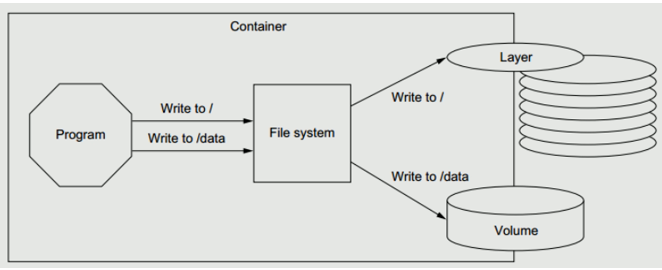 Container
Layer
Write to /
Write to /
Program
File system
Write to /data
Write to /data
Volume